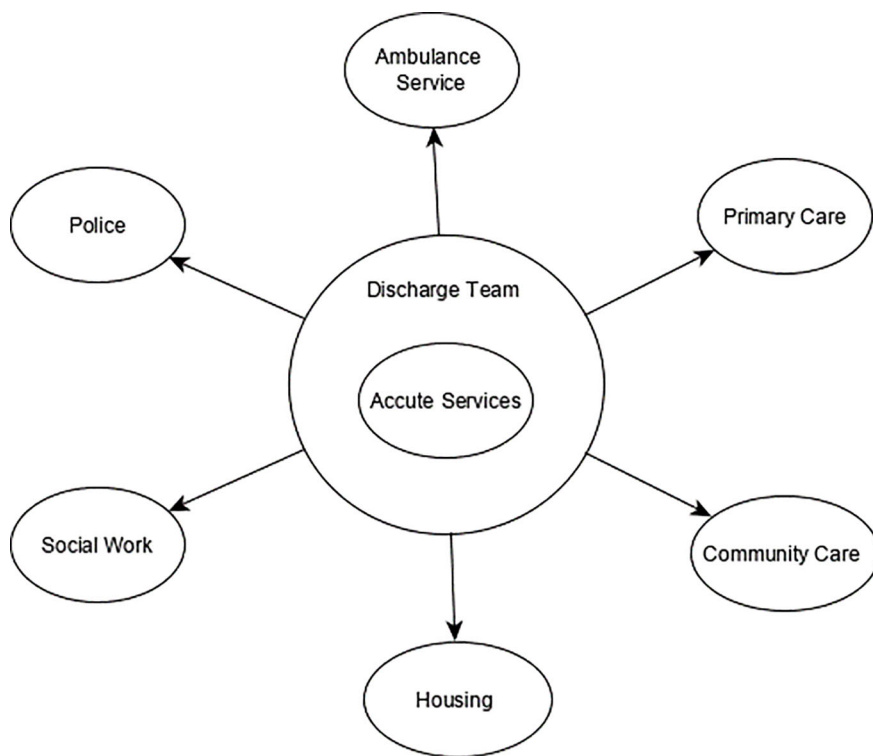 Ambulance
Service
Police
Primary Care
Discharge Team
Accute Services
Social Work
Community Care
Housing